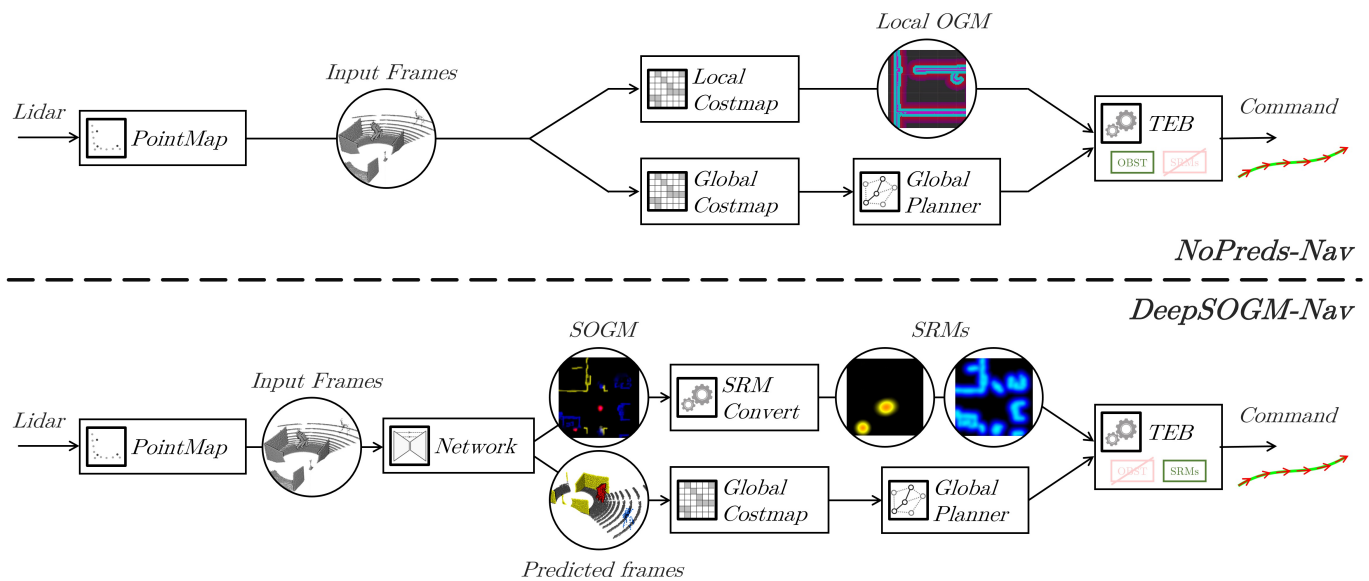 Local OGM
Input Frames
Lidar
PointMap
Local
Costmap
TEB
OBST
SRMs
Command
Global
Costmap
Global
Planner
NoPreds-Nav
DeepSOGM-Nav
SOGM
SRMs
Input Frames
Lidar
PointMap
Network
SRM
Convert
TEB
OBST
SRMs
Command
Global
Costmap
Global
Planner
Predicted frames